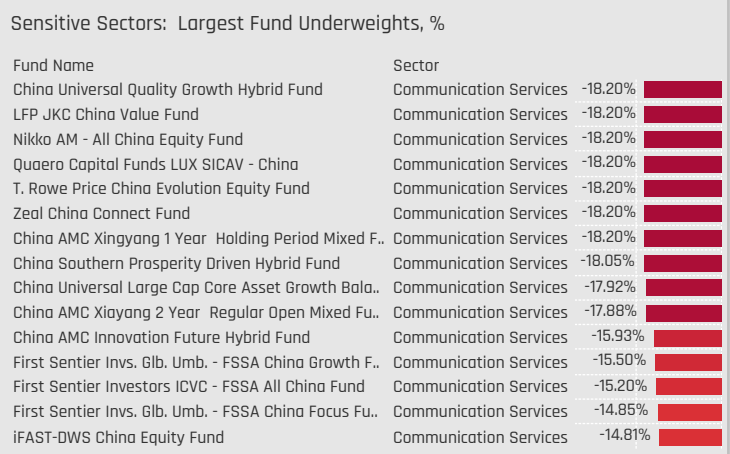 Sensitive Sectors: Largest Fund Underweights, %
Fund Name Sector
China Universal Quality Growth Hybrid Fund Communication Services -18.20%
LFP JKC China Value Fund Communication Services -18.20%
Nikko AM - All China Equity Fund Communication Services -18.20%
Quaero Capital Funds LUX SICAV - China Communication Services -18.20%
T. Rowe Price China Evolution Equity Fund Communication Services -18.20%
Zeal China Connect Fund Communication Services -18.20%
China AMC Xingyang 1 Year Holding Period Mixed F.. Communication Services -18.20%
China Southern Prosperity Driven Hybrid Fund Communication Services -18.05%
China Universal Large Cap Core Asset Growth Bala.. Communication Services -17.92%
China AMC Xiayang 2 Year Regular Open Mixed Fu.. Communication Services -17.88%
China AMC Innovation Future Hybrid Fund Communication Services -15.93%
First Sentier Invs. Glb. Umb. - FSSA China Growth F.. Communication Services -15.50%
First Sentier Investors ICVC - FSSA All China Fund Communication Services -15.20%
First Sentier Invs. Glb. Umb. - FSSA China Focus Fu.. Communication Services -14.85%
iFAST-DWS China Equity Fund Communication Services -14.81%